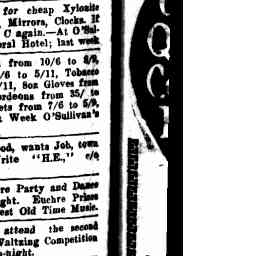 for cheap Xylonite
Mirrors, Clocks. If
C again.—At O'Sul-
oral Hotel; last week
from 10/6 to 8/9,
/6 to 5/11, Tobacco
/11, 8oz Gloves from
ordeons from 35/ to
ets from 7/6 to 5/9,
Week O'Sullivan's
od, wants Job, town
rite "H.E.," c/o
re Party and Dance
ght. Euchre Prizes
est Old Time Music.
attend the second
Waltzing Competition
-night.